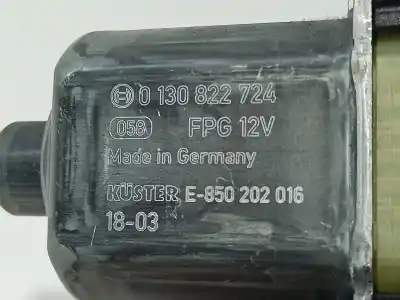 0 130 822 724
058 FPG 12V
Made in Germany
KÜSTER E-850 202 016
18-03